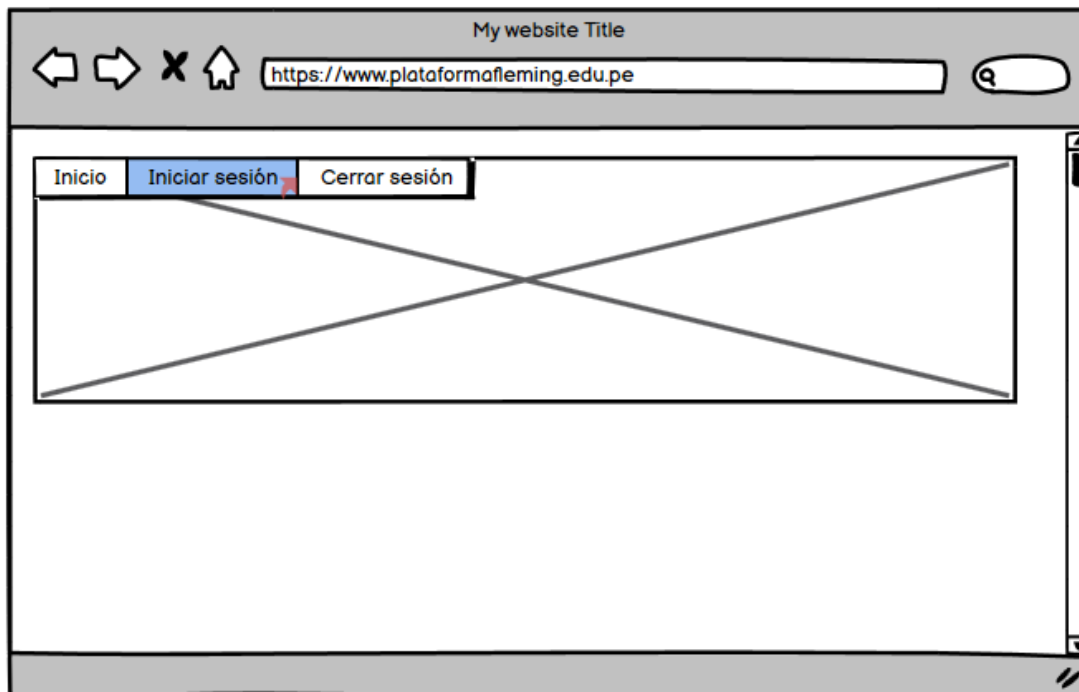 My website Title
https://www.plataformafleming.edu.pe
Inicio Iniciar sesión Cerrar sesión